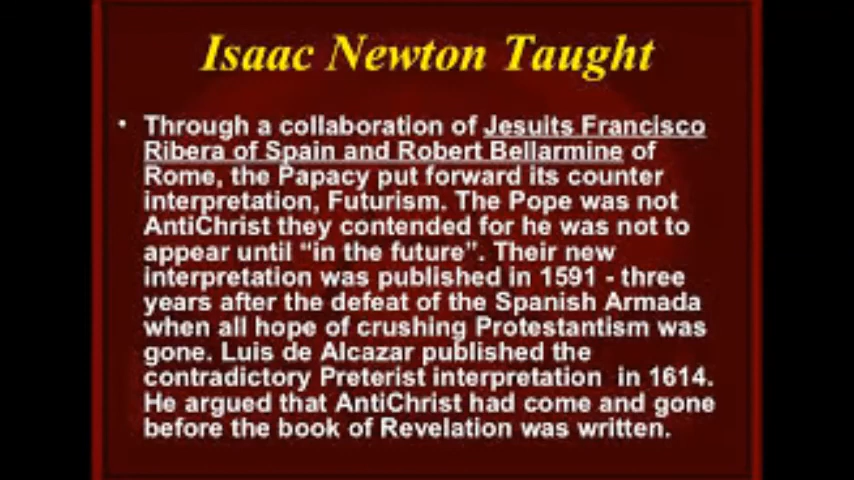 Isaac Newton Taught
• Through a collaboration of Jesuits Francisco
Ribera of Spain and Robert Bellarmine of
Rome, the Papacy put forward its counter
interpretation, Futurism. The Pope was not
AntiChrist they contended for he was not to
appear until “in the future”. Their new
interpretation was published in 1591 - three
years after the defeat of the Spanish Armada
when all hope of crushing Protestantism was
gone. Luis de Alcazar published the
contradictory Preterist interpretation in 1614.
He argued that AntiChrist had come and gone
before the book of Revelation was written.